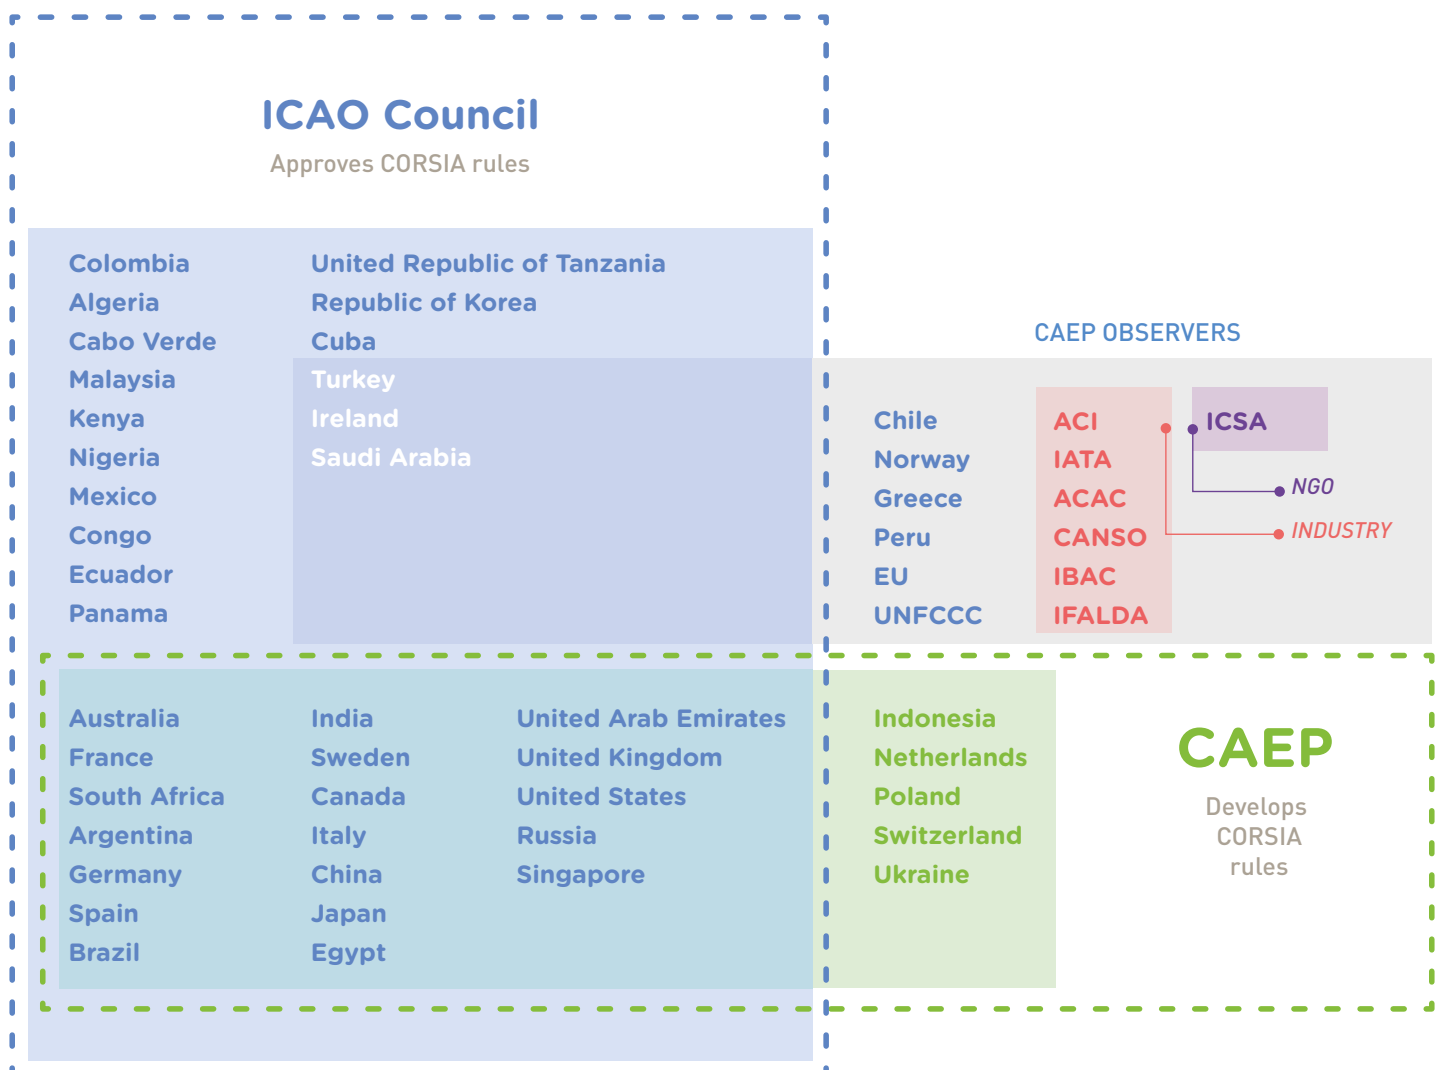 ICAO Council
Approves CORSIA rules
Colombia
Algeria
Cabo Verde
Malaysia
Kenya
Nigeria
Mexico
Congo
Ecuador
Panama
United Republic of Tanzania
Republic of Korea
Cuba
Turkey
Ireland
Saudi Arabia
CAEP OBSERVERS
Chile
Norway
Greece
Peru
EU
UNFCCC
ACI
IATA
ACAC
CANSO
IBAC
IFALDA
ICSA
NGO
INDUSTRY
Australia
France
South Africa
Argentina
Germany
Spain
Brazil
India
Sweden
Canada
Italy
China
Japan
Egypt
United Arab Emirates
United Kingdom
United States
Russia
Singapore
Indonesia
Netherlands
Poland
Switzerland
Ukraine
CAEP
Develops
CORSIA
rules